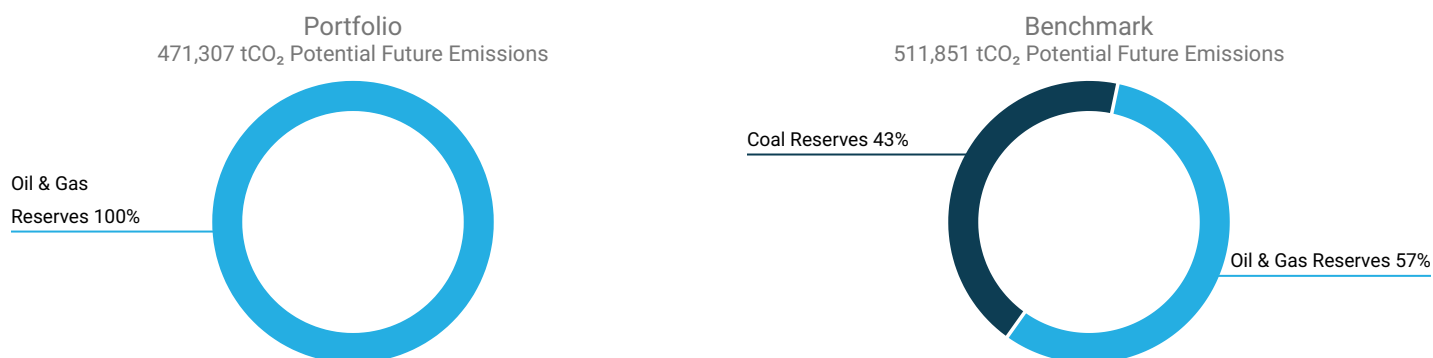 Portfolio
471,307 tCO₂ Potential Future Emissions
Oil & Gas
Reserves 100%
Benchmark
511,851 tCO₂ Potential Future Emissions
Coal Reserves 43%
Oil & Gas Reserves 57%